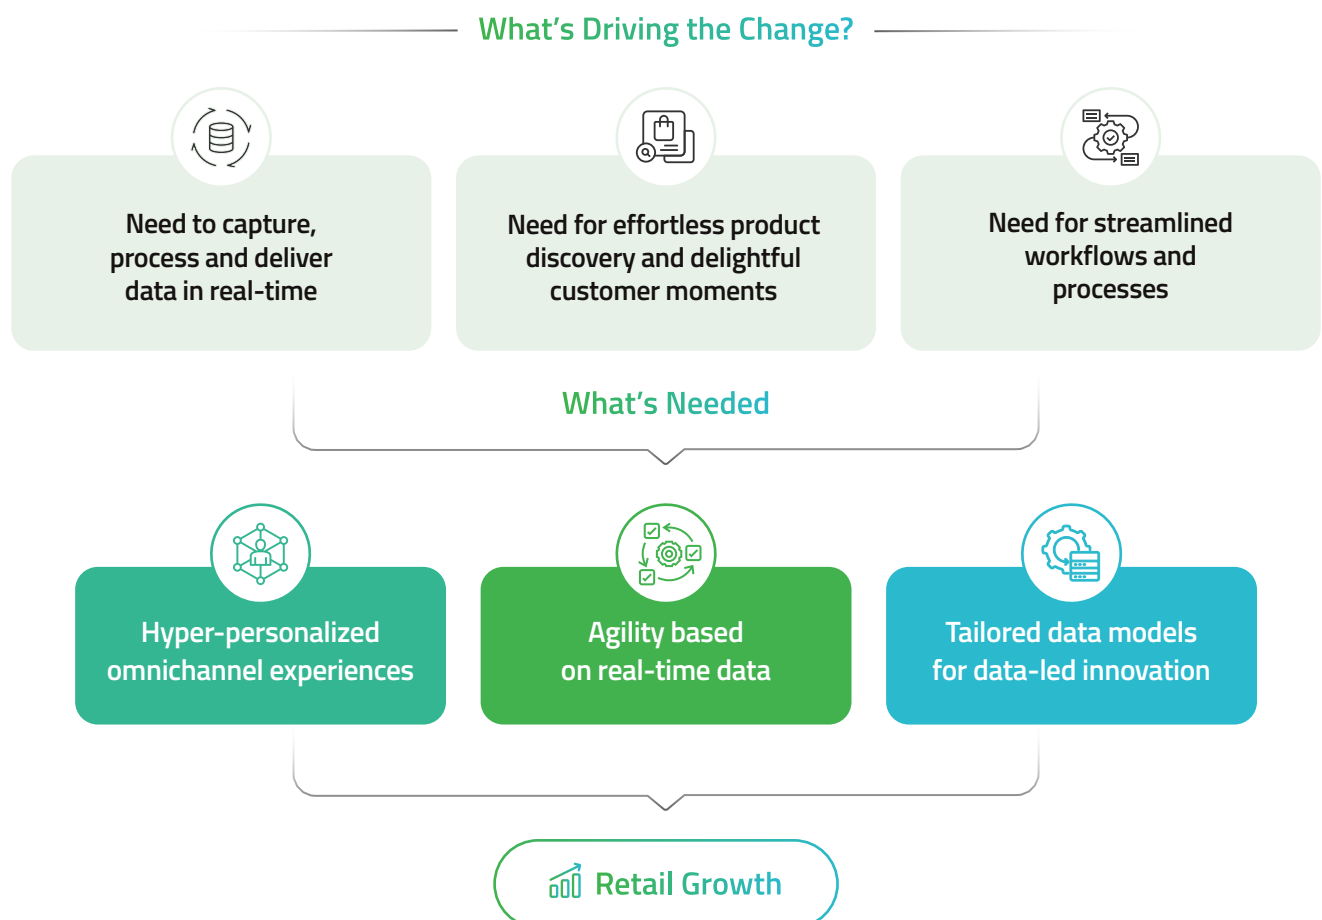 What’s Driving the Change?
Need to capture,
process and deliver
data in real-time
Need for effortless product
discovery and delightful
customer moments
Need for streamlined
workflows and
processes
What’s Needed
Hyper-personalized
omnichannel experiences
Agility based
on real-time data
Tailored data models
for data-led innovation
Retail Growth